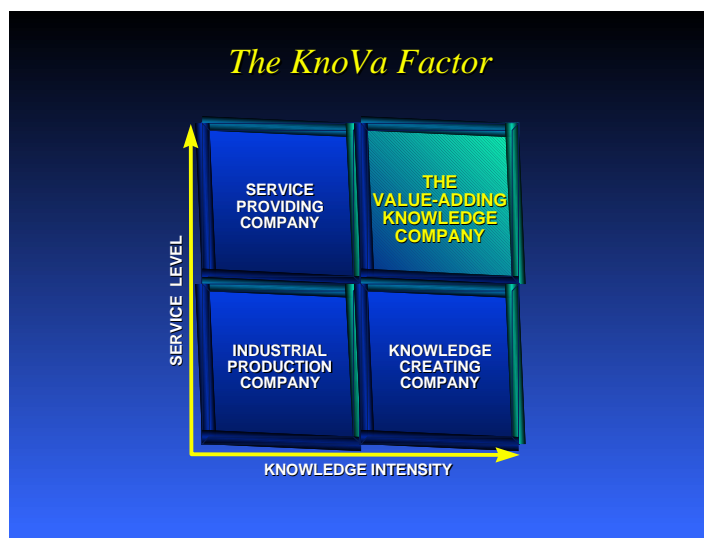 The KnoVa Factor
SERVICE
PROVIDING
COMPANY
THE
VALUE-ADDING
KNOWLEDGE
COMPANY
SERVICE LEVEL
INDUSTRIAL
PRODUCTION
COMPANY
KNOWLEDGE
CREATING
COMPANY
KNOWLEDGE INTENSITY